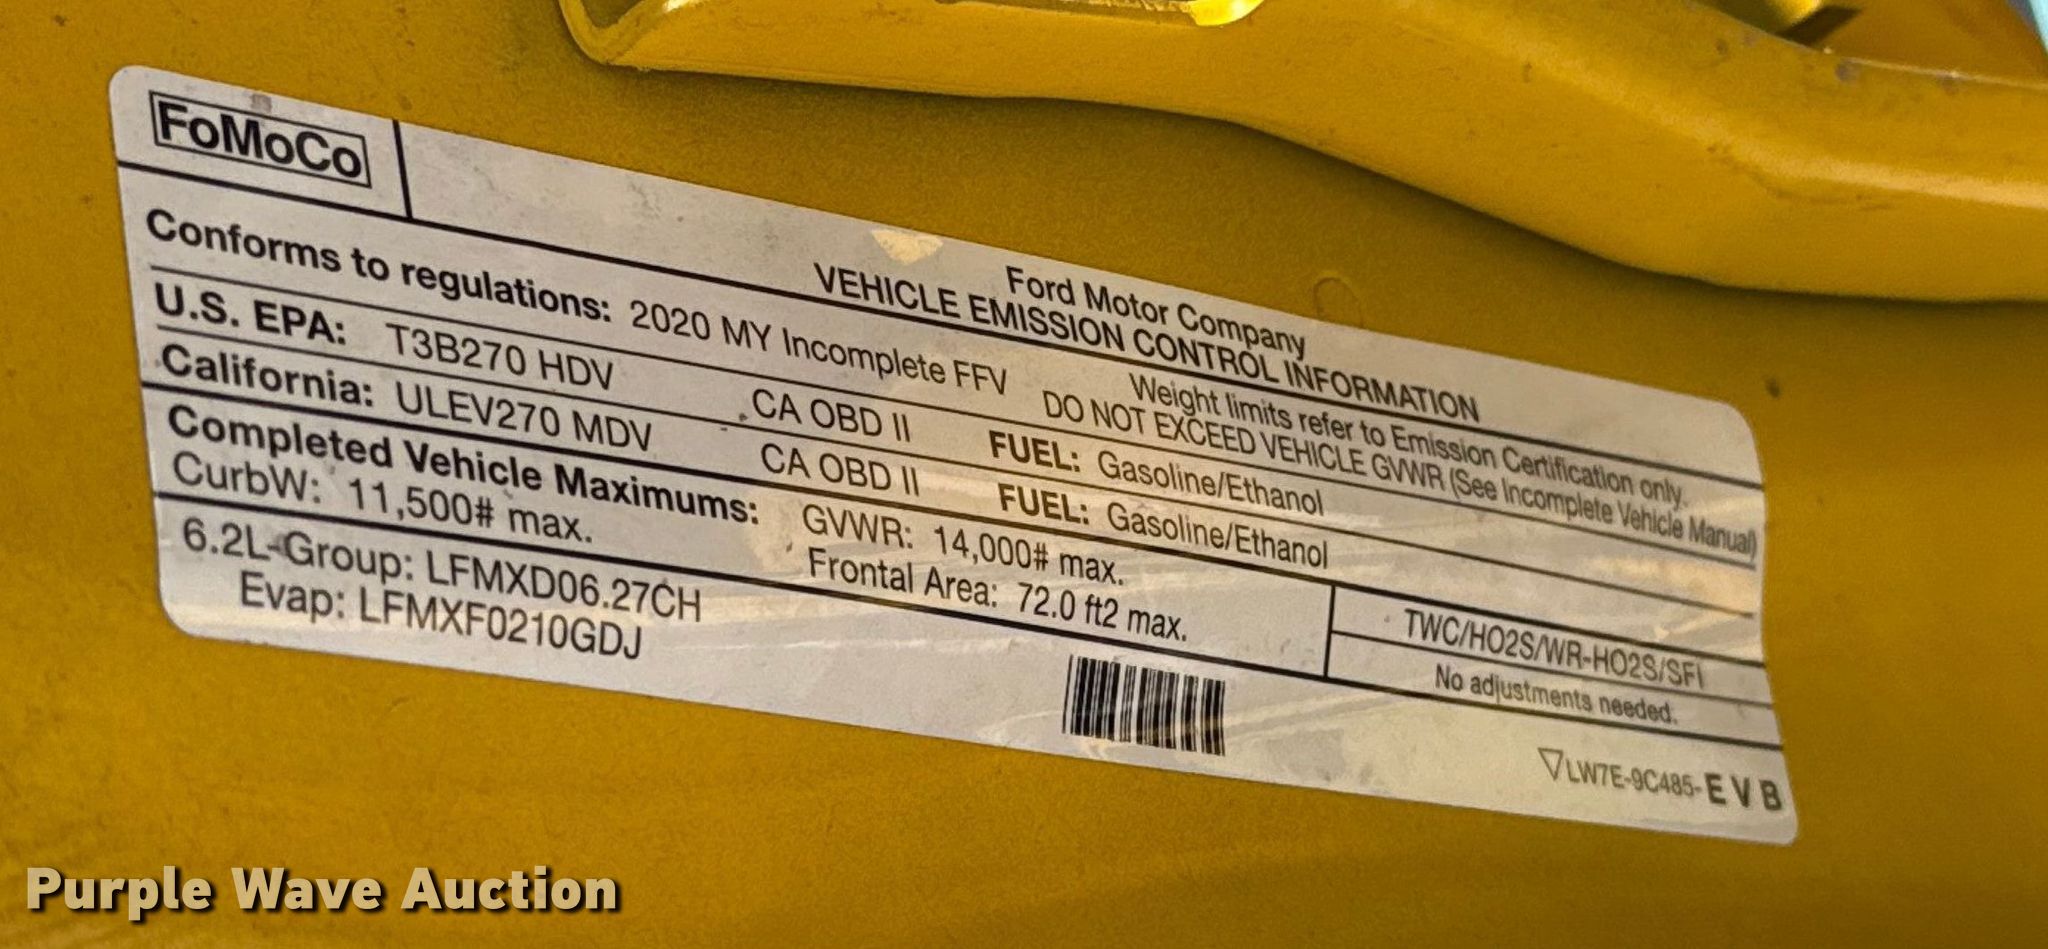 FoMoCo
Ford Motor Company
VEHICLE EMISSION CONTROL INFORMATION
Conforms to regulations: 2020 MY Incomplete FFV
Weight limits refer to Emission Certification only.
DO NOT EXCEED VEHICLE GVWR (See Incomplete Vehicle Manual)
U.S. EPA: T3B270 HDV CA OBD II FUEL: Gasoline/Ethanol
California: ULEV270 MDV CA OBD II FUEL: Gasoline/Ethanol
Completed Vehicle Maximums: GVWR: 14,000# max.
CurbW: 11,500# max. Frontal Area: 72.0 ft2 max.
TWC/HO2S/WR-HO2S/SFI
No adjustments needed.
6.2L-Group: LFMXD06.27CH
Evap: LFMXF0210GDJ
LW7E-9C485-EVB
Purple Wave Auction